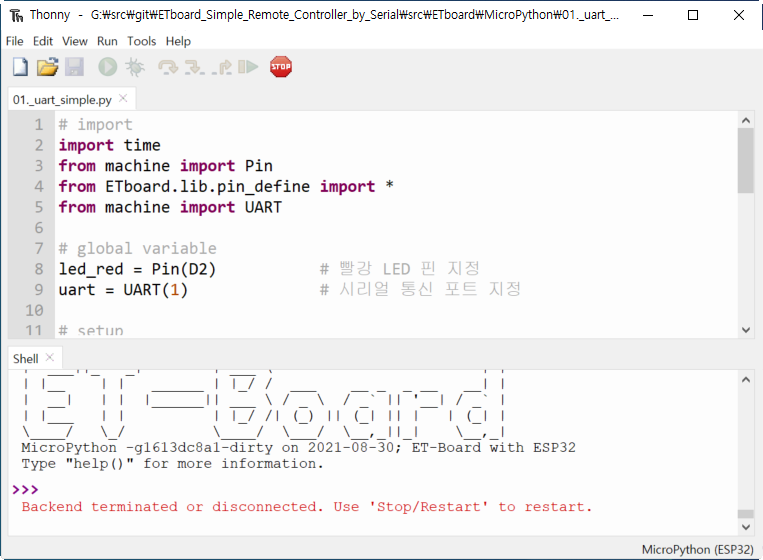 Thonny - G:₩src₩git₩ETboard_Simple_Remote_Controller_by_Serial₩src₩ETboard₩MicroPython₩01._uart_...
File Edit View Run Tools Help
STOP
01._uart_simple.py
1 # import
2 import time
3 from machine import Pin
4 from ETboard.lib.pin_define import *
5 from machine import UART
6
7 # global variable
8 led_red = Pin(D2) # 빨강 LED 핀 지정
9 uart = UART(1) # 시리얼 통신 포트 지정
10
11 # setup
Shell
ET-Board
MicroPython -g1613dc8a1-dirty on 2021-08-30; ET-Board with ESP32
Type "help()" for more information.
>>>
Backend terminated or disconnected. Use 'Stop/Restart' to restart.
MicroPython (ESP32)